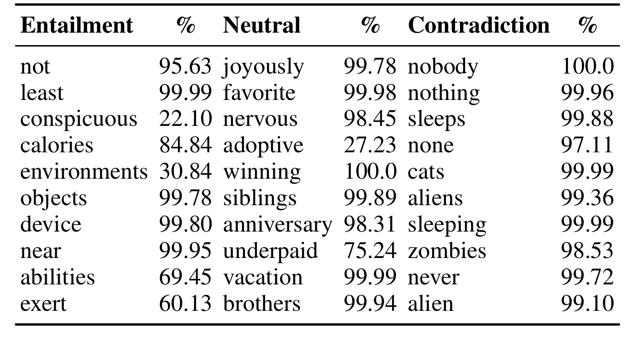 Entailment % Neutral % Contradiction %
not 95.63 joyously 99.78 nobody 100.0
least 99.99 favorite 99.98 nothing 99.96
conspicuous 22.10 nervous 98.45 sleeps 99.88
calories 84.84 adoptive 27.23 none 97.11
environments 30.84 winning 100.0 cats 99.99
objects 99.78 siblings 99.89 aliens 99.36
device 99.80 anniversary 98.31 sleeping 99.99
near 99.95 underpaid 75.24 zombies 98.53
abilities 69.45 vacation 99.99 never 99.72
exert 60.13 brothers 99.94 alien 99.10